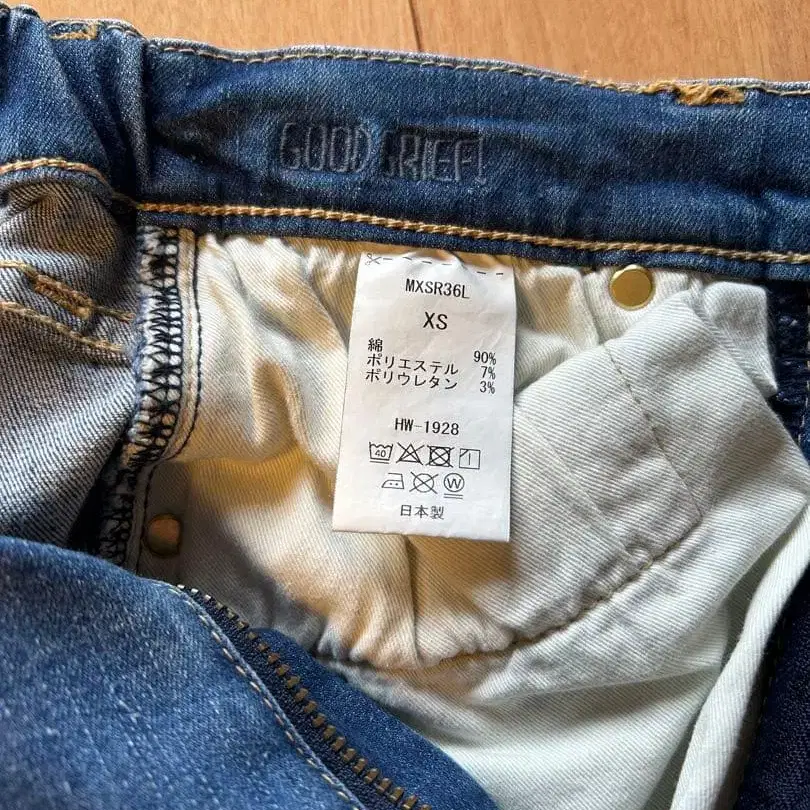 GOOD GRIEF!
MXSR36L
XS
綿 90%
ポリエステル 7%
ポリウレタン 3%
HW-1928
40
W
日本製